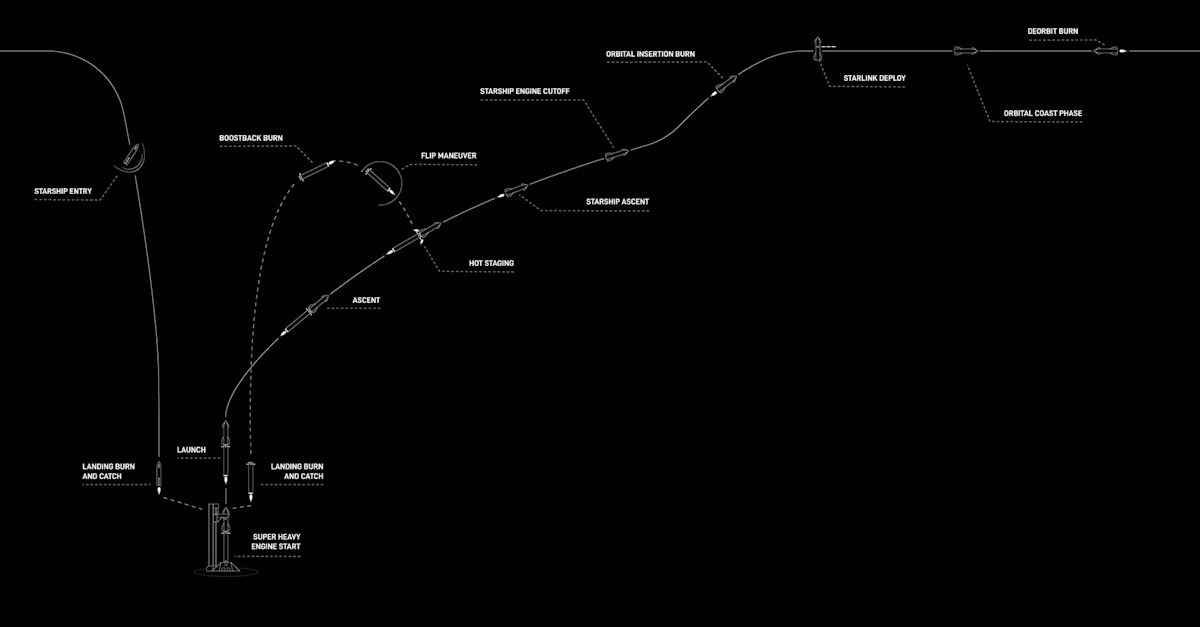 DEORBIT BURN
ORBITAL INSERTION BURN
STARLINK DEPLOY
STARSHIP ENGINE CUTOFF
ORBITAL COAST PHASE
BOOSTBACK BURN
FLIP MANEUVER
STARSHIP ENTRY
STARSHIP ASCENT
HOT STAGING
ASCENT
LAUNCH
LANDING BURN
AND CATCH
LANDING BURN
AND CATCH
SUPER HEAVY
ENGINE START